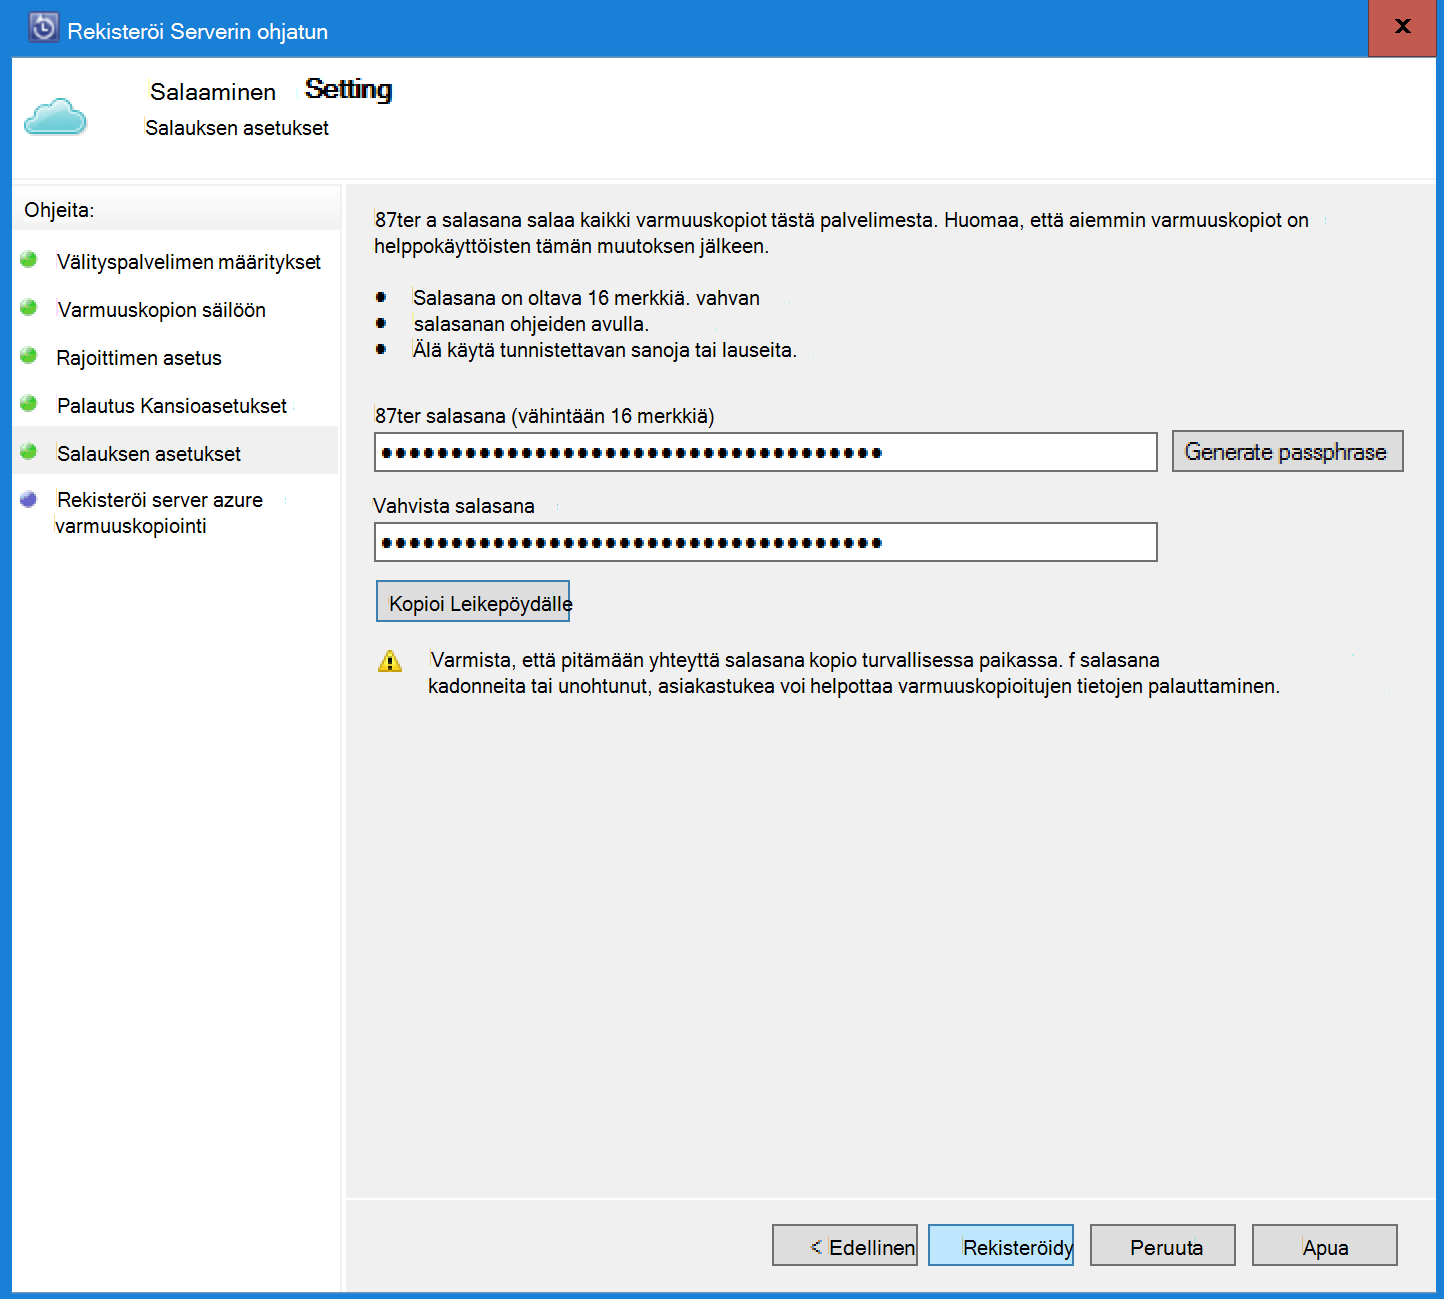 Rekisteröi Serverin ohjatun
x
Salaaminen Setting
Salauksen asetukset
Ohjeita:
Välityspalvelimen määritykset
Varmuuskopion säilöön
Rajoittimen asetus
Palautus Kansioasetukset
Salauksen asetukset
Rekisteröi server azure
varmuuskopiointi
87ter a salasana salaa kaikki varmuuskopiot tästä palvelimesta. Huomaa, että aiemmin varmuuskopiot on
helppokäyttöisten tämän muutoksen jälkeen.
• Salasana on oltava 16 merkkiä. vahvan
• salasanan ohjeiden avulla.
• Älä käytä tunnistettavan sanoja tai lauseita.
87ter salasana (vähintään 16 merkkiä)
Generate passphrase
Vahvista salasana
Kopioi Leikepöydälle
Varmista, että pitämään yhteyttä salasana kopio turvallisessa paikassa. f salasana
kadonneita tai unohtunut, asiakastukea voi helpottaa varmuuskopioitujen tietojen palauttaminen.
< Edellinen
Rekisteröidy
Peruuta
Apua